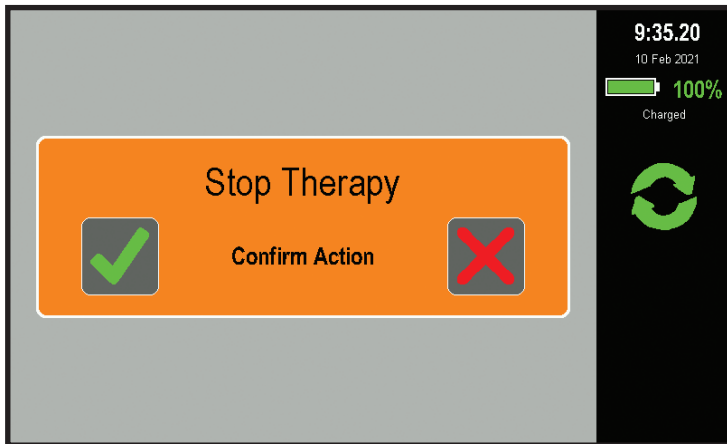 Stop Therapy
Confirm Action
9:35.20
10 Feb 2021
100%
Charged